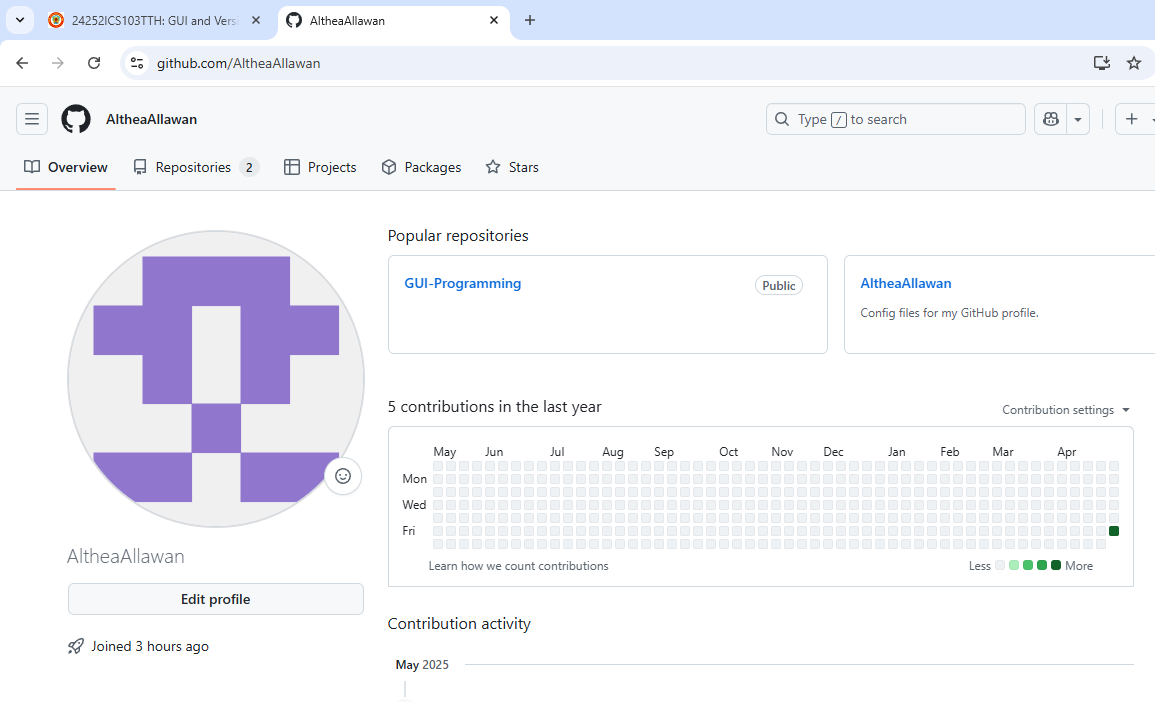 24252ICS103TTH: GUI and Versi
AltheaAllawan
github.com/AltheaAllawan
AltheaAllawan
Type / to search
Overview
Repositories 2
Projects
Packages
Stars
Popular repositories
GUI-Programming
Public
AltheaAllawan
Config files for my GitHub profile.
5 contributions in the last year
Contribution settings
May Jun Jul Aug Sep Oct Nov Dec Jan Feb Mar Apr
Mon
Wed
Fri
Learn how we count contributions
Less More
AltheaAllawan
Edit profile
Joined 3 hours ago
Contribution activity
May 2025